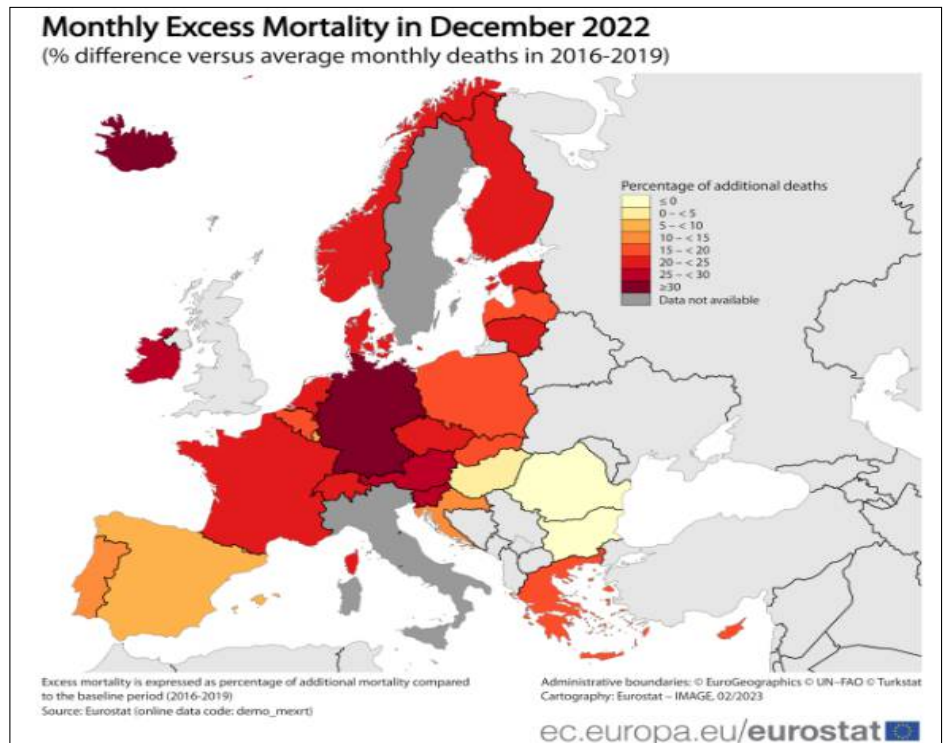 Monthly Excess Mortality in December 2022
(% difference versus average monthly deaths in 2016-2019)
Percentage of additional deaths
≤ 0
0 – < 5
5 – < 10
10 – < 15
15 – < 20
20 – < 25
25 – < 30
≥30
Data not available
Excess mortality is expressed as percentage of additional mortality compared
to the baseline period (2016-2019)
Source: Eurostat (online data code: demo_mexrt)
Administrative boundaries: © EuroGeographics © UN–FAO © Turkstat
Cartography: Eurostat – IMAGE, 02/2023
ec.europa.eu/eurostat